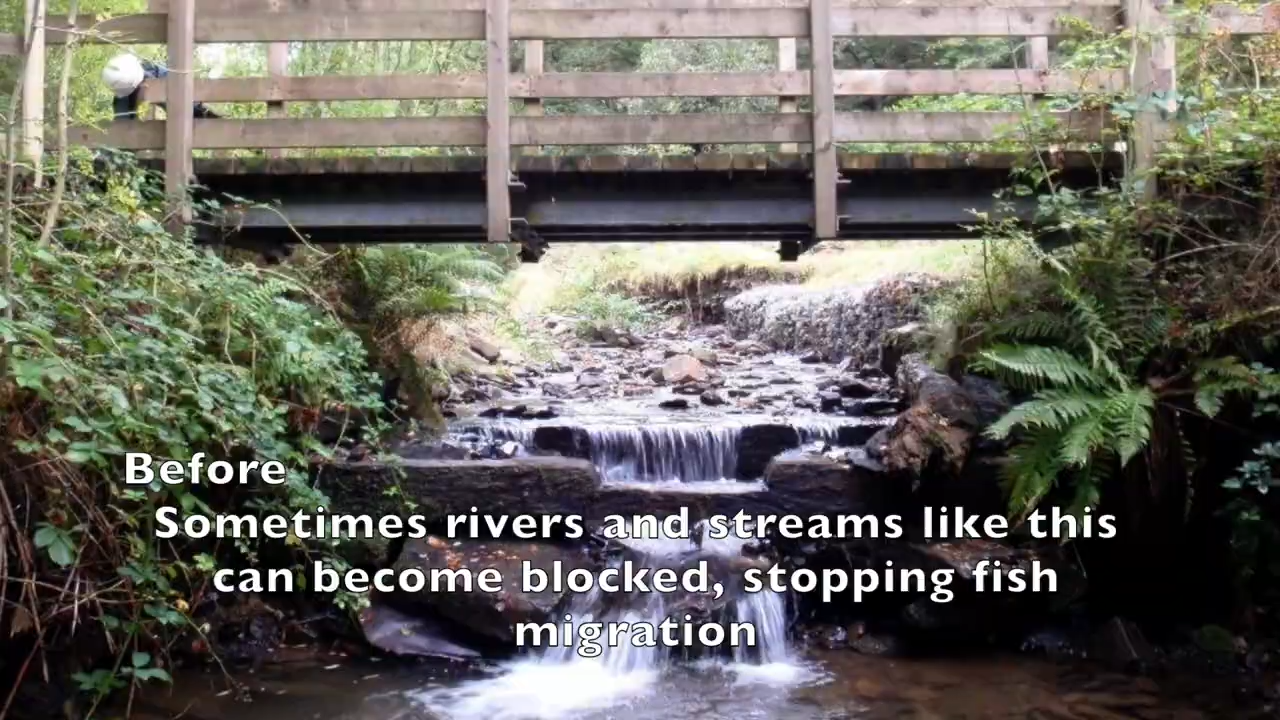 Before
Sometimes rivers and streams like this
can become blocked, stopping fish
migration